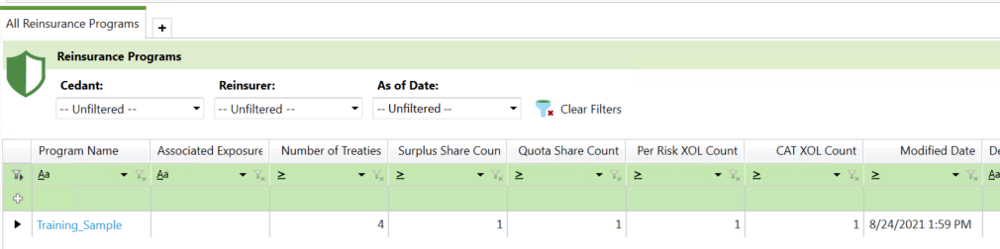 All Reinsurance Programs +
Reinsurance Programs
Cedant: Reinsurer: As of Date:
-- Unfiltered -- -- Unfiltered -- -- Unfiltered -- Clear Filters
Program Name Associated Exposure Number of Treaties Surplus Share Coun Quota Share Count Per Risk XOL Count CAT XOL Count Modified Date De
Aa Aa ≥ ≥ ≥ ≥ ≥ ≥ Aa
Training_Sample 4 1 1 1 1 8/24/2021 1:59 PM